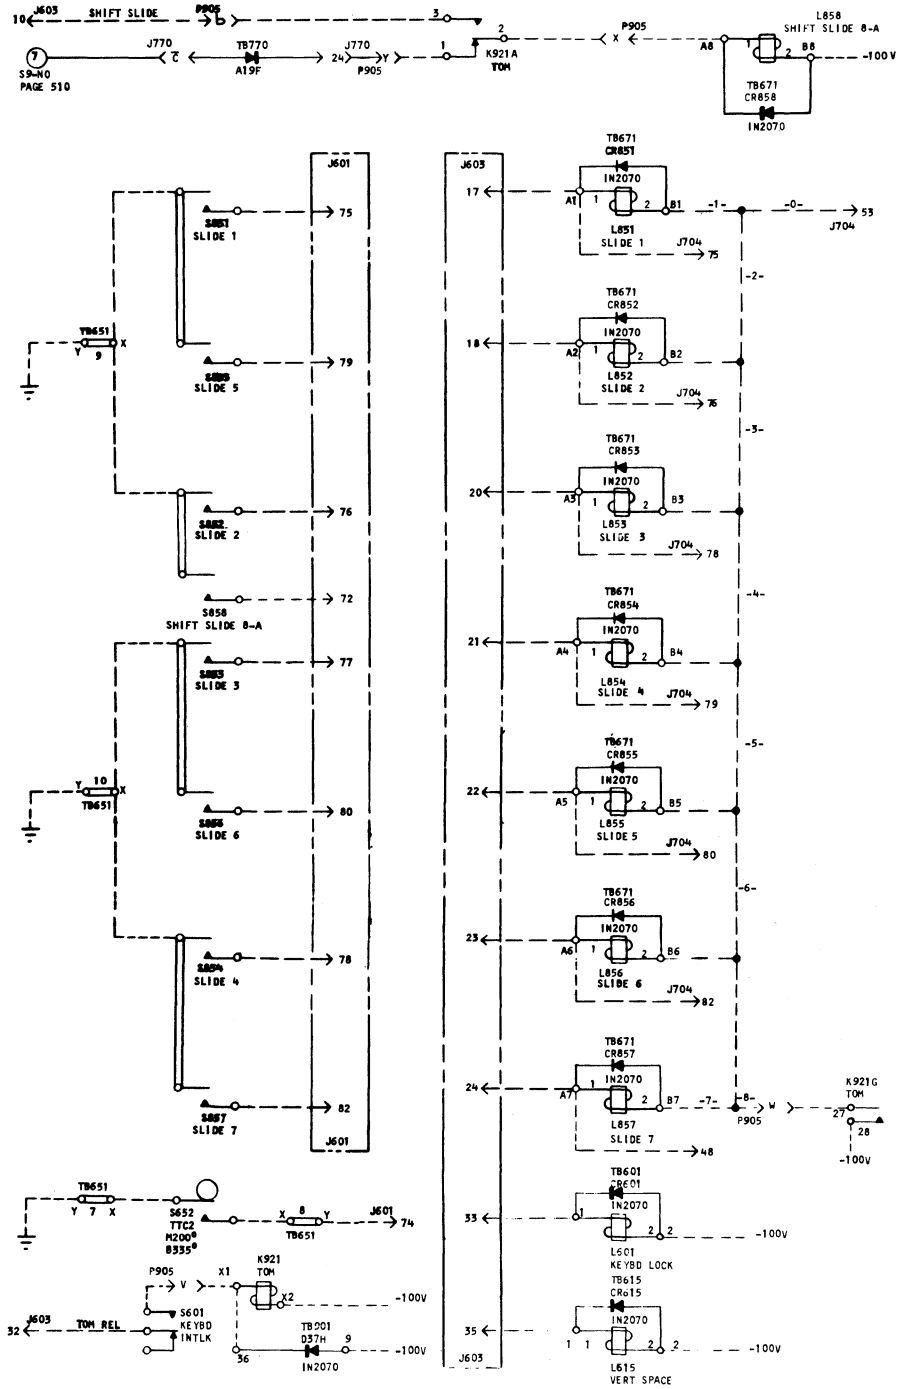 10 J603 SHIFT SLIDE P905 b 3
2
P905
L858
SHIFT SLIDE 8-A
7 J770 C TB770 J770 24 Y 1 K921A X A8 1 2 B8 -100V
A19F P905 TOM
S9-NO
PAGE 510
TB671
CR858
IN2070
J601
J603
TB671
CR851
IN2070
17 A1 1 2 B1 -1- -0- 53
J704
75
S851
SLIDE 1
L851
SLIDE 1
J704
75
-2-
TB671
CR852
IN2070
TB651
Y 9 X
18 A2 1 2 B2
79
S855
SLIDE 5
L852
SLIDE 2
J704
76
-3-
TB671
CR853
IN2070
20 A3 1 2 B3
76
S852
SLIDE 2
L853
SLIDE 3
J704
78
72
S858
SHIFT SLIDE 8-A
-4-
TB671
CR854
IN2070
21 A4 1 2 B4
77
S853
SLIDE 3
L854
SLIDE 4
J704
79
-5-
TB671
CR855
IN2070
Y 10 X
TB651
22 A5 1 2 B5
80
S856
SLIDE 6
L855
SLIDE 5
J704
80
-6-
TB671
CR856
IN2070
23 A6 1 2 B6
78
S854
SLIDE 4
L856
SLIDE 6
J704
82
TB671
CR857
IN2070
24 A7 1 2 B7 -7- -8- W
P905
K921G
TOM
27
28
-100V
82
S857
SLIDE 7
J601
L857
SLIDE 7
48
TB651
Y 7 X
S652
TTC2
M200°
B335°
X 8 Y
TB651
J601
74
TB601
CR601
IN2070
33 1 2 2 -100V
L601
KEYBD LOCK
P905 V X1
K921
TOM
X2 -100V
32 J603 TOM REL
S601
KEYBD
INTLK
36
TB901
D37H
IN2070
9 -100V
TB615
CR615
IN2070
35 1 1 2 2 -100V
J603
L615
VERT SPACE